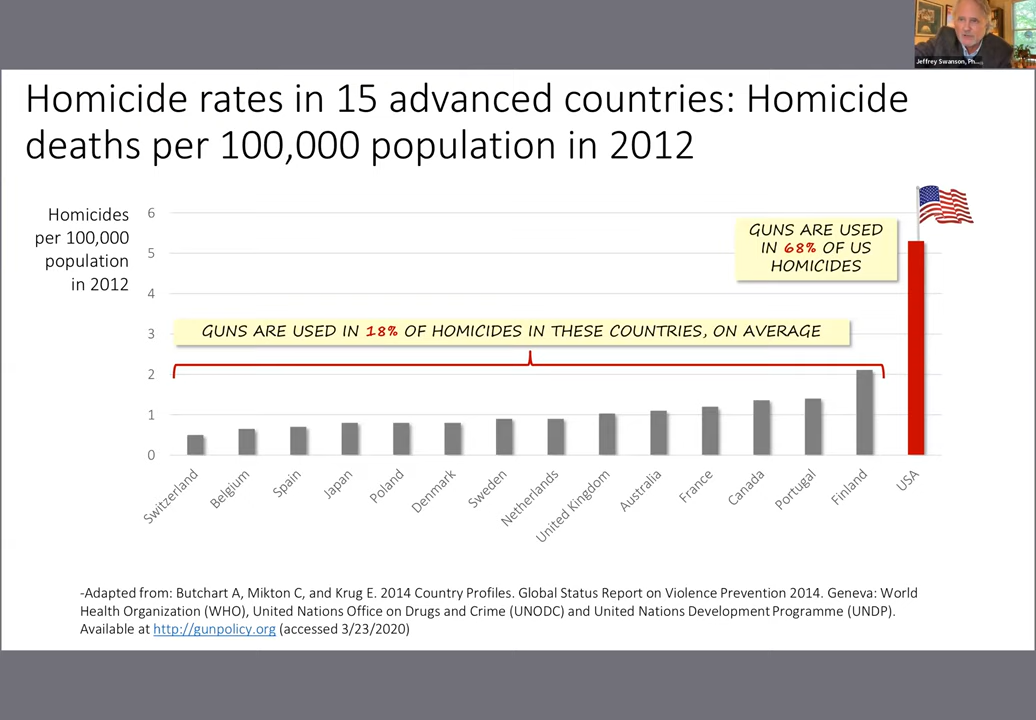 Jeffrey Swanson, Ph....
Homicide rates in 15 advanced countries: Homicide
deaths per 100,000 population in 2012
Homicides
per 100,000
population
in 2012
6
5
4
3
2
1
0
GUNS ARE USED
IN 68% OF US
HOMICIDES
GUNS ARE USED IN 18% OF HOMICIDES IN THESE COUNTRIES, ON AVERAGE
Switzerland
Belgium
Spain
Japan
Poland
Denmark
Sweden
Netherlands
United Kingdom
Australia
France
Canada
Portugal
Finland
USA
-Adapted from: Butchart A, Mikton C, and Krug E. 2014 Country Profiles. Global Status Report on Violence Prevention 2014. Geneva: World
Health Organization (WHO), United Nations Office on Drugs and Crime (UNODC) and United Nations Development Programme (UNDP).
Available at http://gunpolicy.org (accessed 3/23/2020)